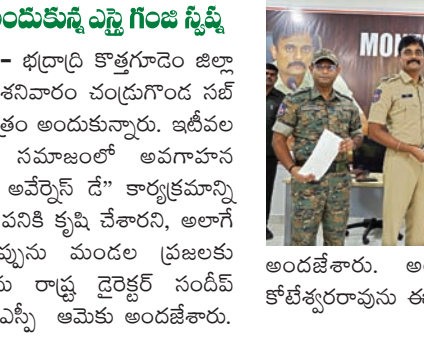 ందుకున్న ఎస్సై గంజి స్వప్న
– భద్రాద్రి కొత్తగూడెం జిల్లా
శనివారం చంద్రుగొండ సబ్
త్రం అందుకున్నారు. ఇటీవల
సమాజంలో అవగాహన
అవేర్నెస్ డే” కార్యక్రమాన్ని
పనికి కృషి చేశారని, అలాగే
ప్పును మండల ప్రజలకు
రాష్ట్ర డైరెక్టర్ సందీప్
ఎస్పీ ఆమెకు అందజేశారు.
MON
అందజేశారు.
కోటేశ్వరరావును ఈ